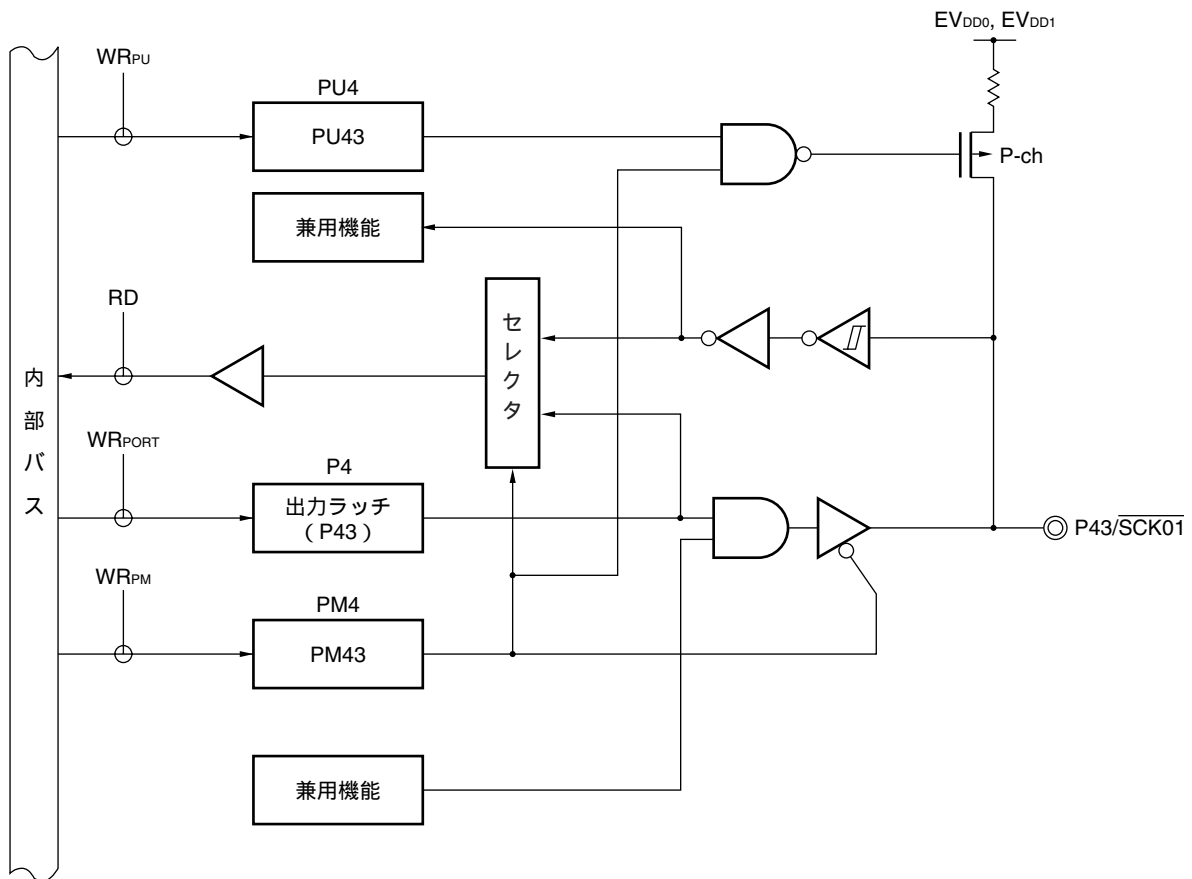 EVDD0, EVDD1
WRPU
PU4
PU43
P-ch
兼用機能
RD
セレクタ
内部バス
WRPORT
P4
出力ラッチ
( P43 )
P43/SCK01
WRPM
PM4
PM43
兼用機能